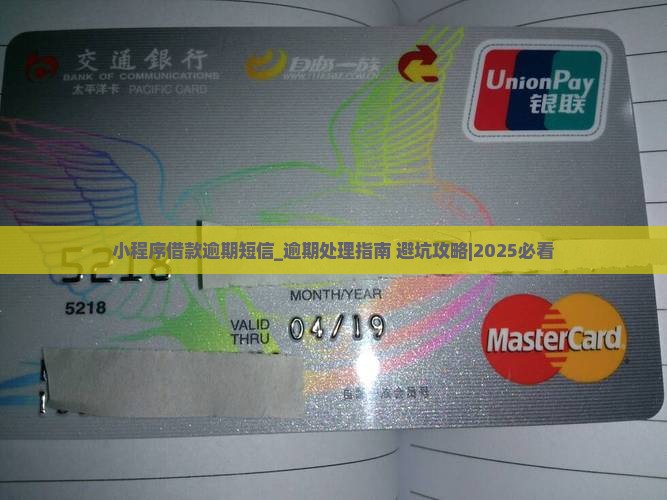 交通銀行
BANK OF COMMUNICATIONS
太平洋卡 PACIFIC CARD
自由一族
UnionPay
银联
小程序借款逾期短信_逾期处理指南 避坑攻略|2025必看
5218
5218
MONTH/YEAR
VALID
THRU
04/19
MasterCard